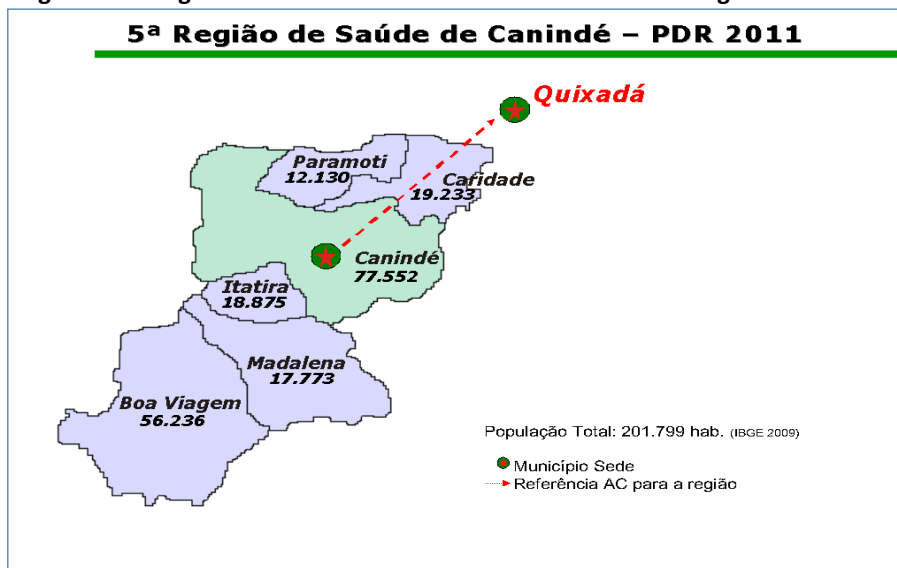 5ª Região de Saúde de Canindé – PDR 2011
Quixadá
Paramoti
12.130
Caridade
19.233
Canindé
77.552
Itatira
18.875
Madalena
17.773
Boa Viagem
56.236
População Total: 201.799 hab. (IBGE 2009)
Município Sede
Referência AC para a região